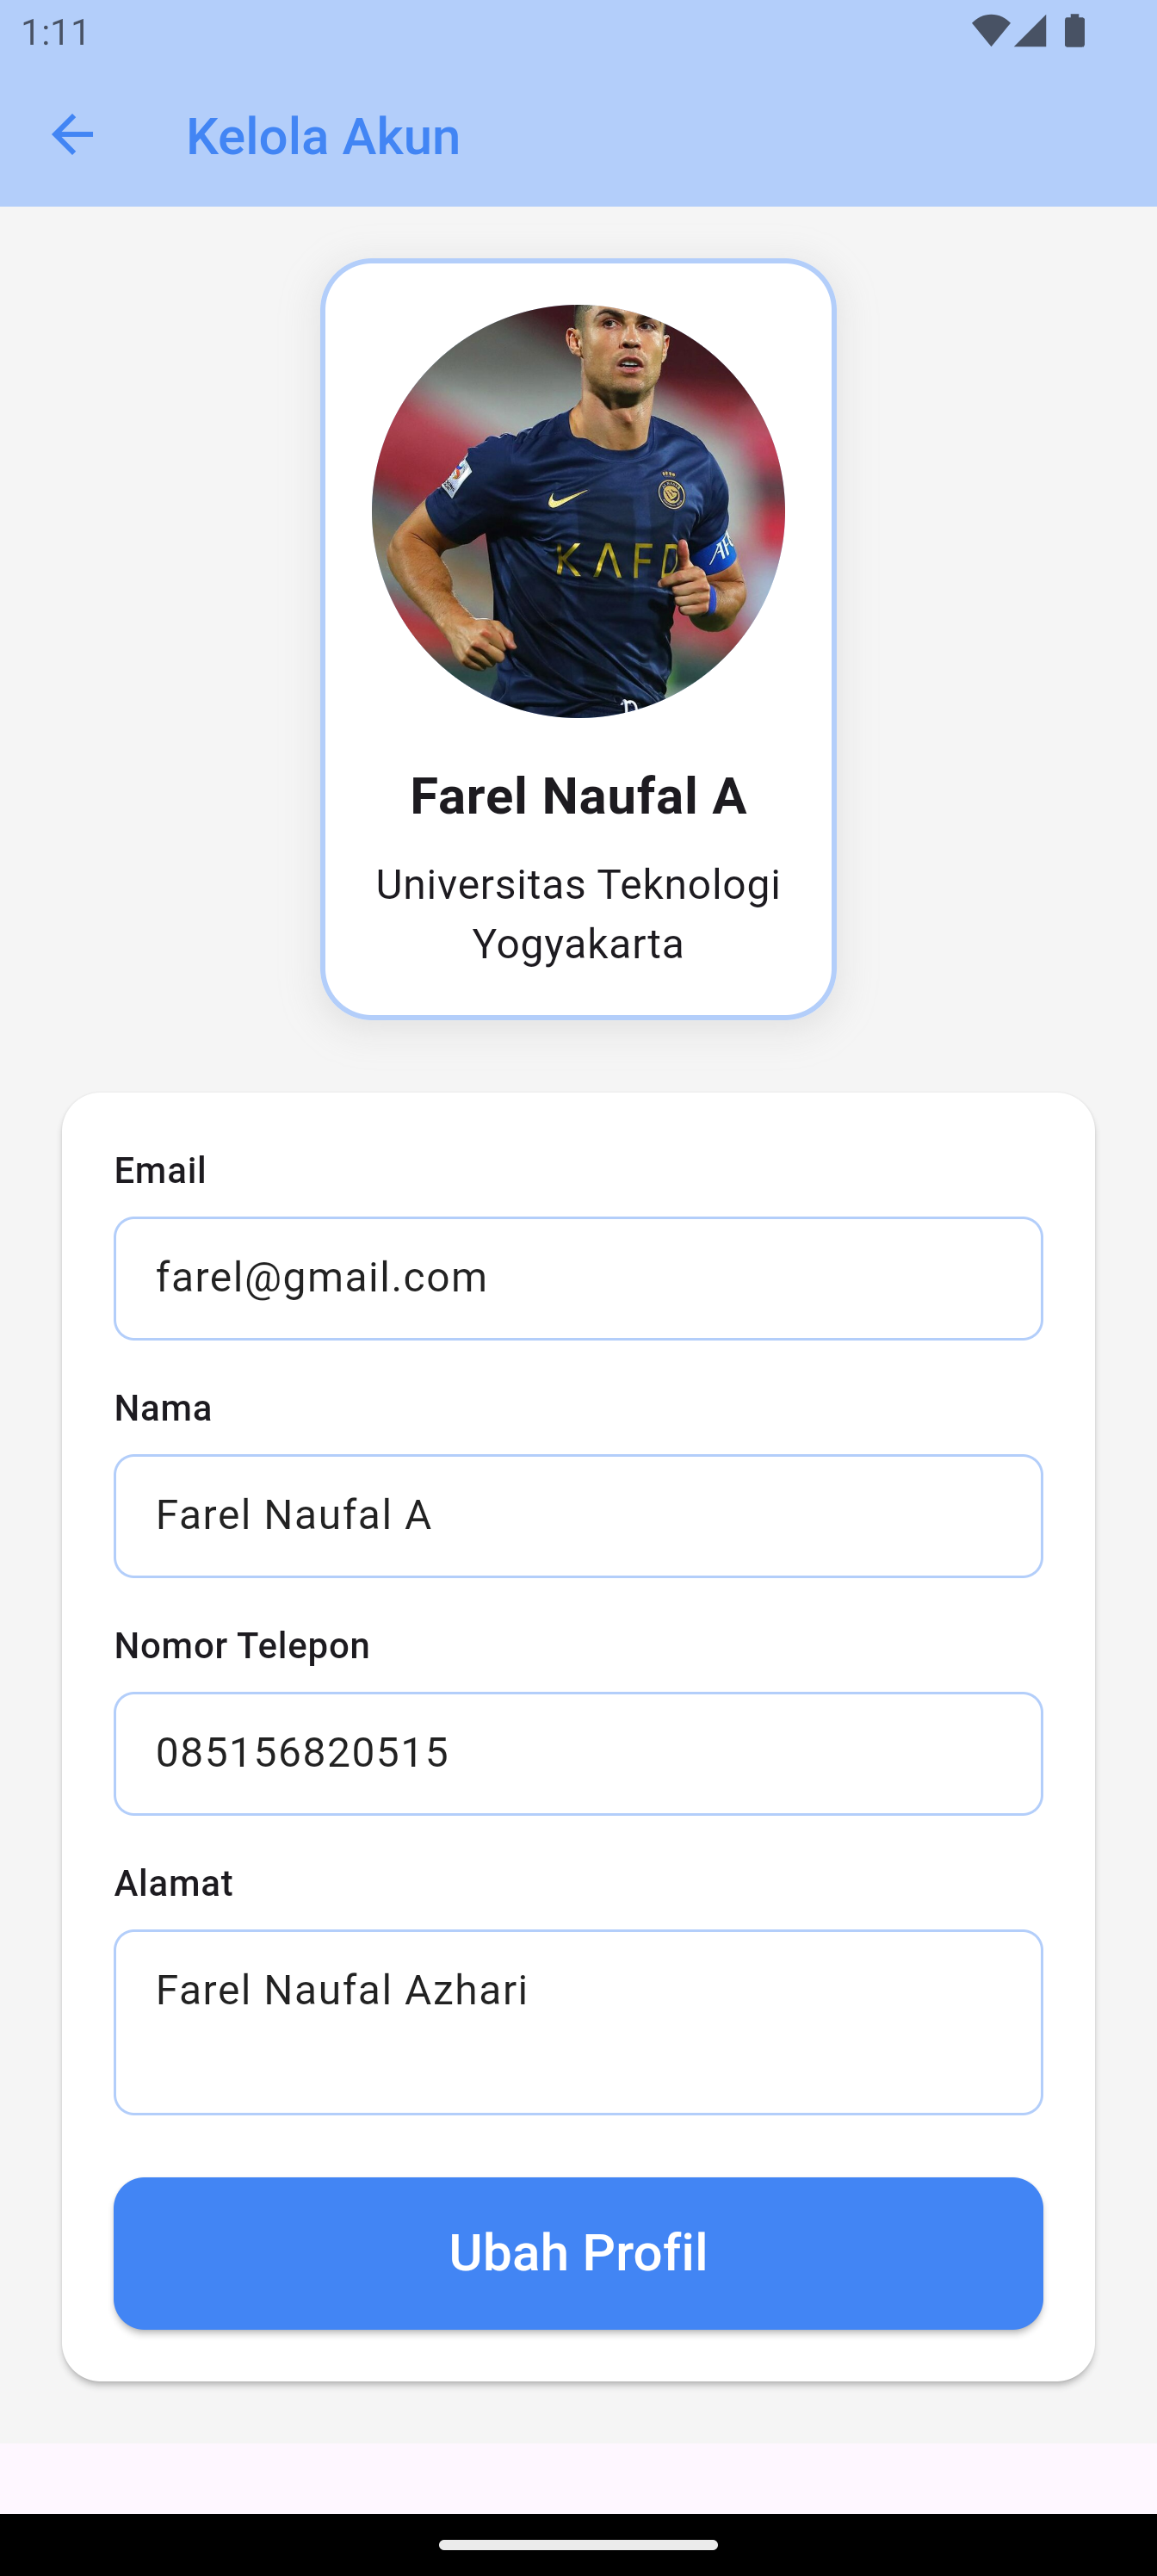 1:11
Kelola Akun
KAFD
AF
Farel Naufal A
Universitas Teknologi
Yogyakarta
Email
farel@gmail.com
Nama
Farel Naufal A
Nomor Telepon
085156820515
Alamat
Farel Naufal Azhari
Ubah Profil